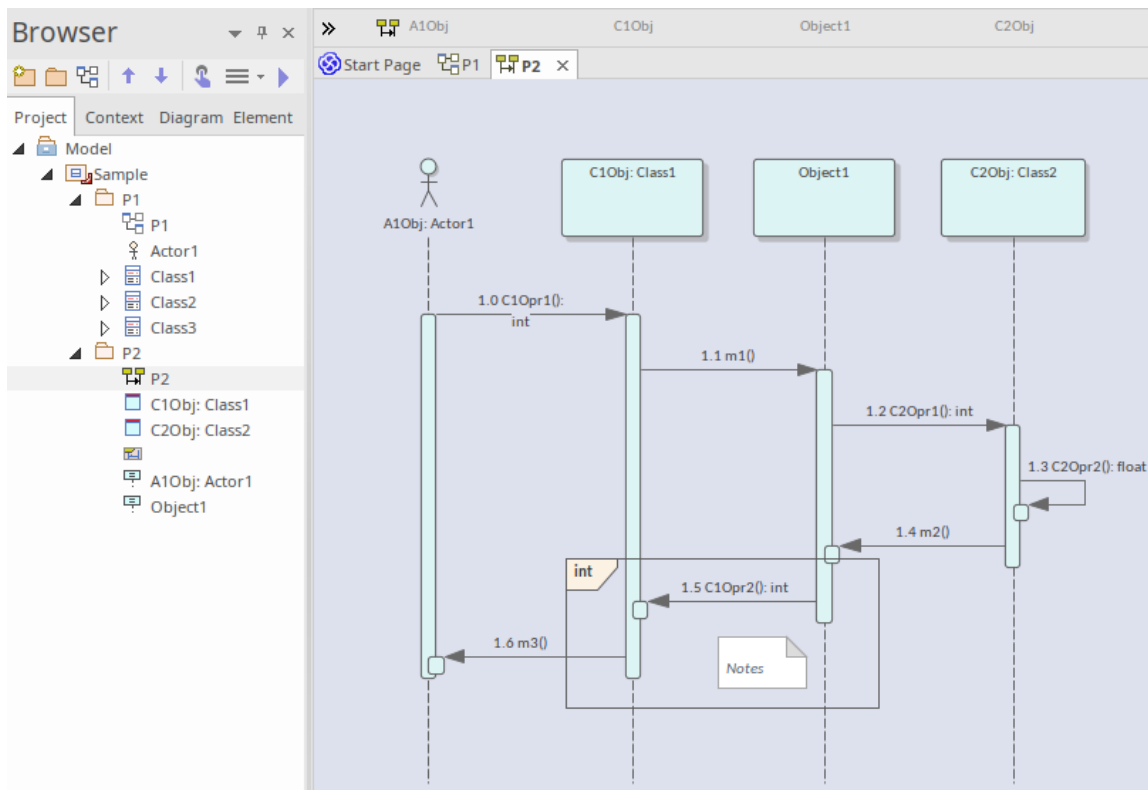 Browser
Project Context Diagram Element
Model
Sample
P1
P1
Actor1
Class1
Class2
Class3
P2
P2
C1Obj: Class1
C2Obj: Class2
A1Obj: Actor1
Object1
A1Obj C1Obj Object1 C2Obj
Start Page P1 P2
A1Obj: Actor1
C1Obj: Class1
Object1
C2Obj: Class2
1.0 C1Opr1():
int
1.1 m1()
1.2 C2Opr1(): int
1.3 C2Opr2(): float
1.4 m2()
int
1.5 C1Opr2(): int
1.6 m3()
Notes